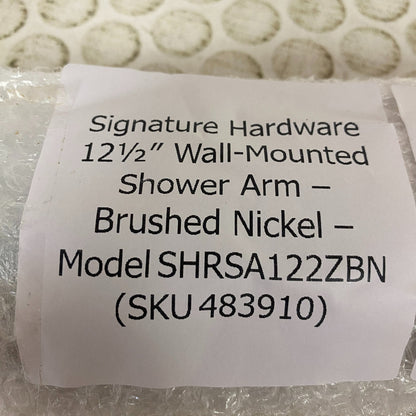 Signature Hardware
12½" Wall-Mounted
Shower Arm –
Brushed Nickel –
Model SHRSA122ZBN
(SKU 483910)